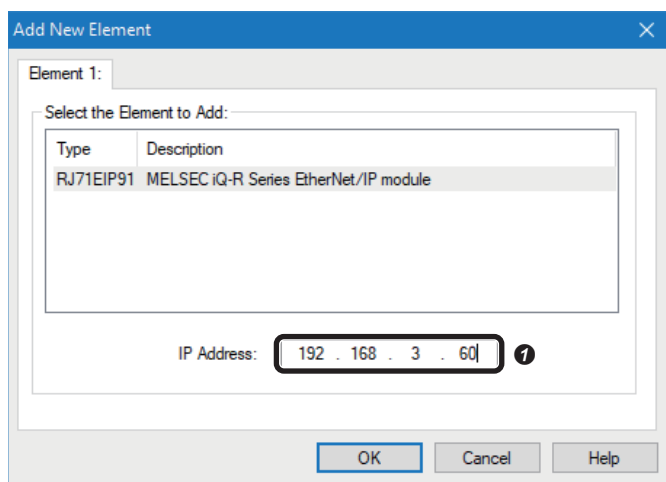 Add New Element
Element 1:
Select the Element to Add:
Type Description
RJ71EIP91 MELSEC iQ-R Series EtherNet/IP module
IP Address: 192 . 168 . 3 . 60 ❶
OK Cancel Help